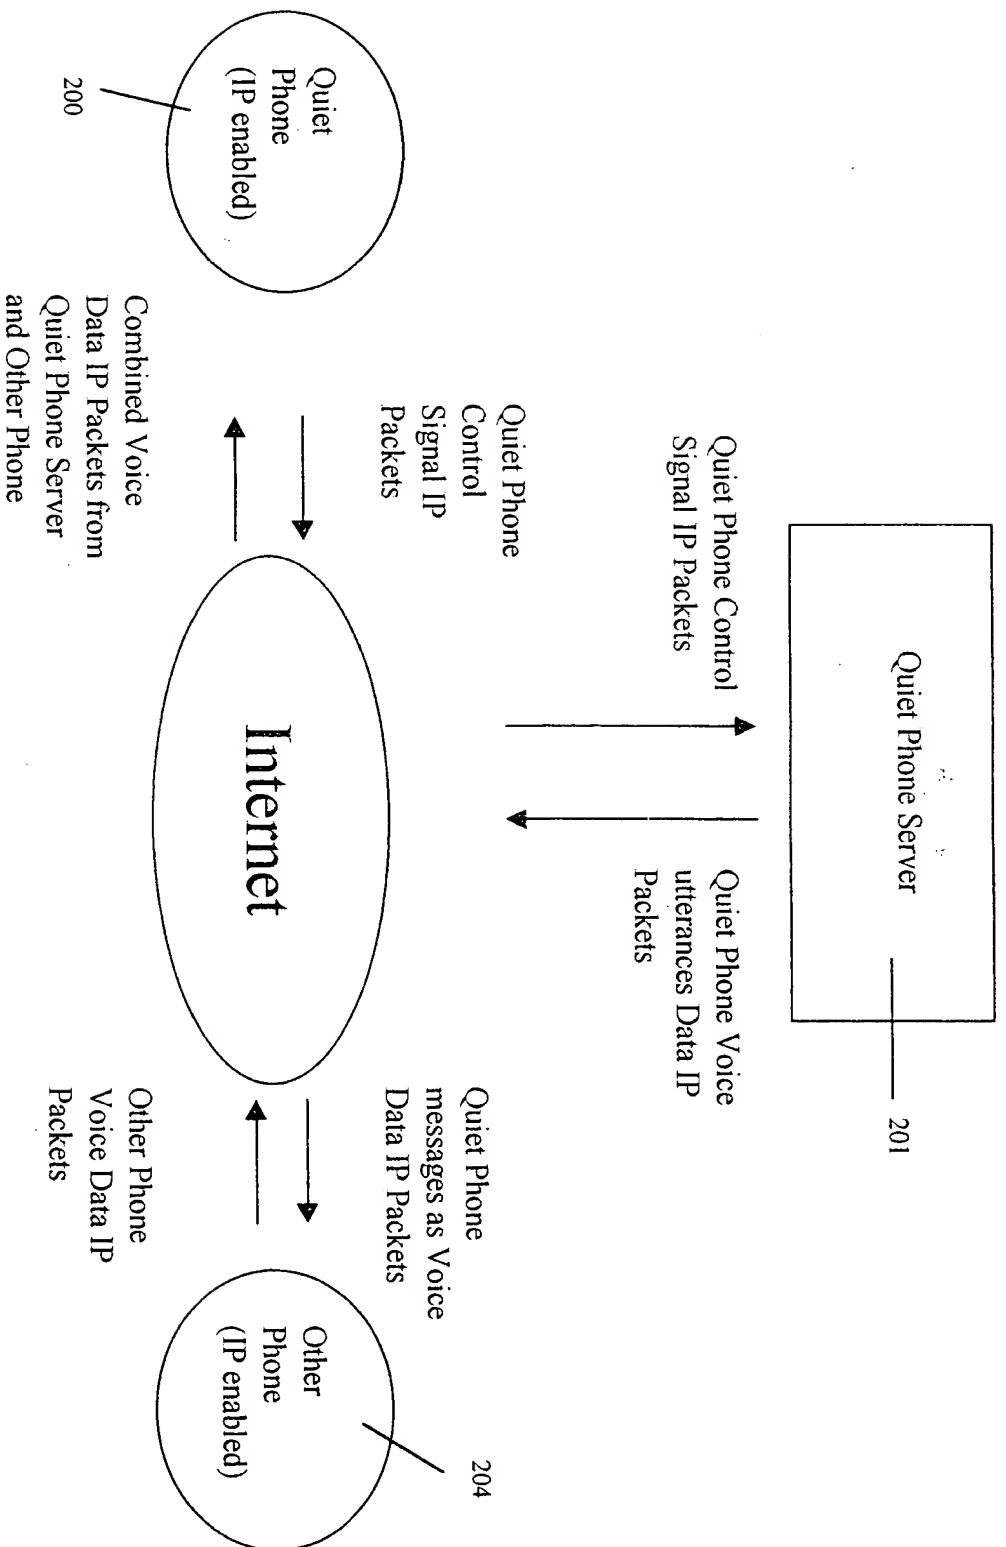 Quiet Phone Server
201
Quiet Phone Control
Signal IP Packets
Quiet Phone Voice
utterances Data IP
Packets
Quiet Phone
Control
Signal IP
Packets
Quiet Phone
messages as Voice
Data IP Packets
204
Quiet
Phone
(IP enabled)
200
Internet
Other
Phone
(IP enabled)
Combined Voice
Data IP Packets from
Quiet Phone Server
and Other Phone
Other Phone
Voice Data IP
Packets